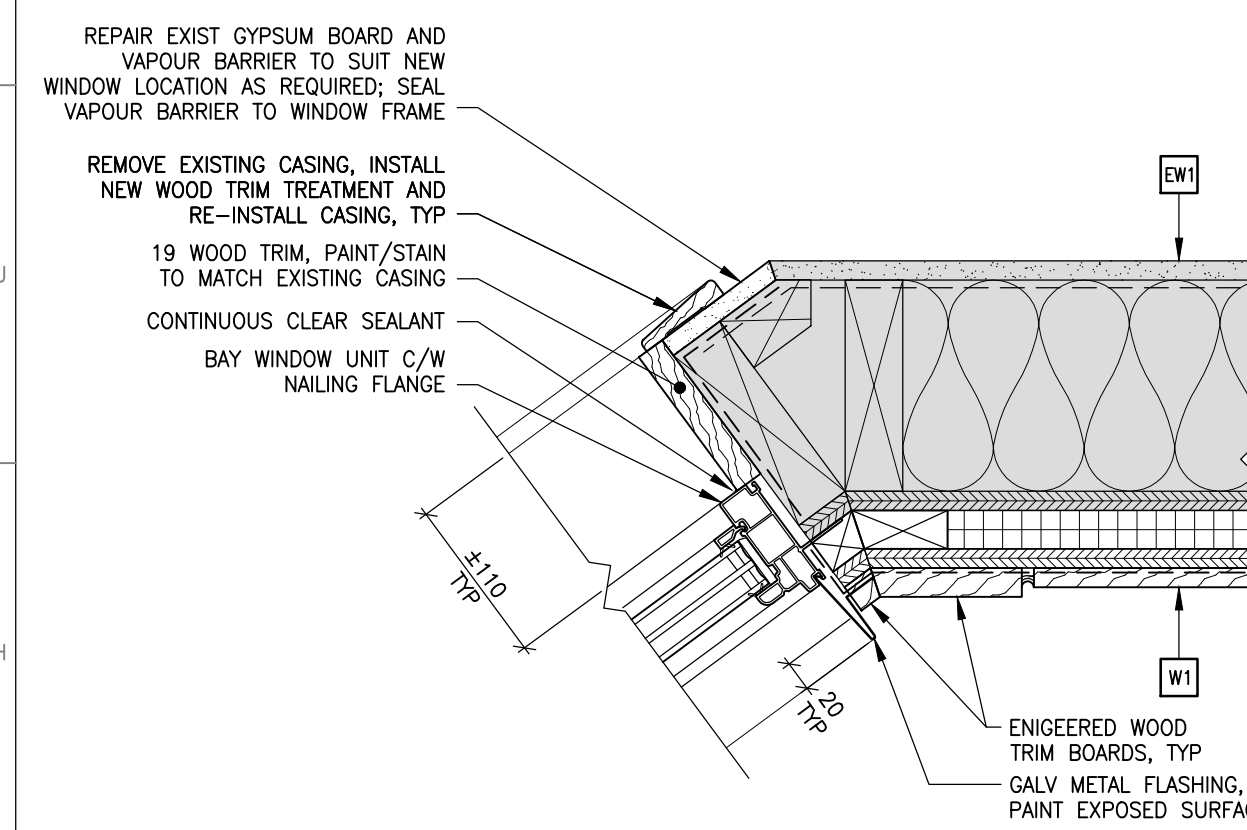 REPAIR EXIST GYPSUM BOARD AND
VAPOUR BARRIER TO SUIT NEW
WINDOW LOCATION AS REQUIRED; SEAL
VAPOUR BARRIER TO WINDOW FRAME
REMOVE EXISTING CASING, INSTALL
NEW WOOD TRIM TREATMENT AND
RE-INSTALL CASING, TYP
19 WOOD TRIM, PAINT/STAIN
TO MATCH EXISTING CASING
CONTINUOUS CLEAR SEALANT
BAY WINDOW UNIT C/W
NAILING FLANGE
EW1
±110
TYP
20
TYP
W1
ENIGEERED WOOD
TRIM BOARDS, TYP
GALV METAL FLASHING,
PAINT EXPOSED